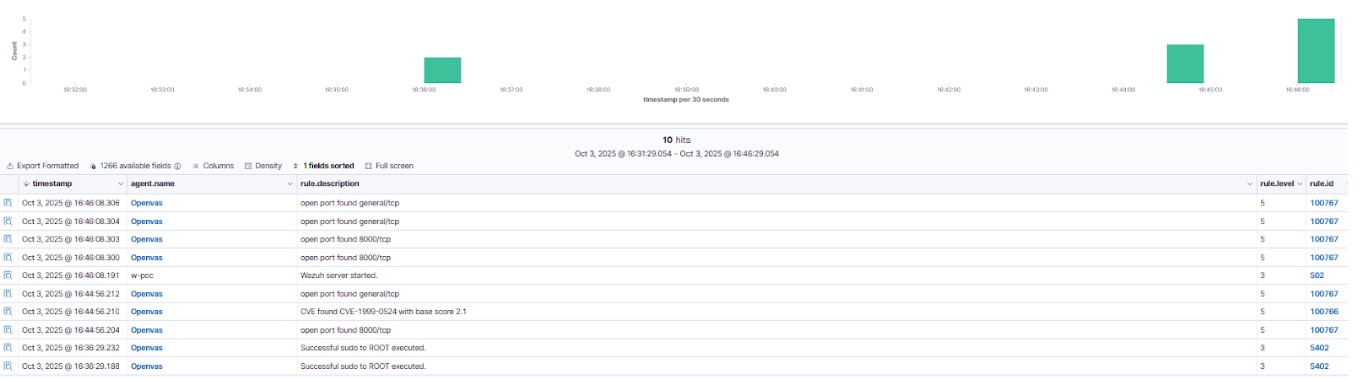 5
4
3
2
1
0
Count
16:32:00 16:33:00 16:34:00 16:35:00 16:36:00 16:37:00 16:38:00 16:39:00 16:40:00 16:41:00 16:42:00 16:43:00 16:44:00 16:45:00 16:46:00
timestamp per 30 seconds
10 hits
Oct 3, 2025 @ 16:31:29.054 - Oct 3, 2025 @ 16:46:29.054
Export Formatted 1266 available fields Columns Density 1 fields sorted Full screen
timestamp agent.name rule.description rule.level rule.id
Oct 3, 2025 @ 16:46:08.306 Openvas open port found general/tcp 5 100767
Oct 3, 2025 @ 16:46:08.304 Openvas open port found general/tcp 5 100767
Oct 3, 2025 @ 16:46:08.303 Openvas open port found 8000/tcp 5 100767
Oct 3, 2025 @ 16:46:08.300 Openvas open port found 8000/tcp 5 100767
Oct 3, 2025 @ 16:46:08.191 w-poc Wazuh server started. 3 502
Oct 3, 2025 @ 16:44:56.212 Openvas open port found general/tcp 5 100767
Oct 3, 2025 @ 16:44:56.210 Openvas CVE found CVE-1999-0524 with base score 2.1 5 100766
Oct 3, 2025 @ 16:44:56.204 Openvas open port found 8000/tcp 5 100767
Oct 3, 2025 @ 16:36:29.232 Openvas Successful sudo to ROOT executed. 3 5402
Oct 3, 2025 @ 16:36:29.188 Openvas Successful sudo to ROOT executed. 3 5402